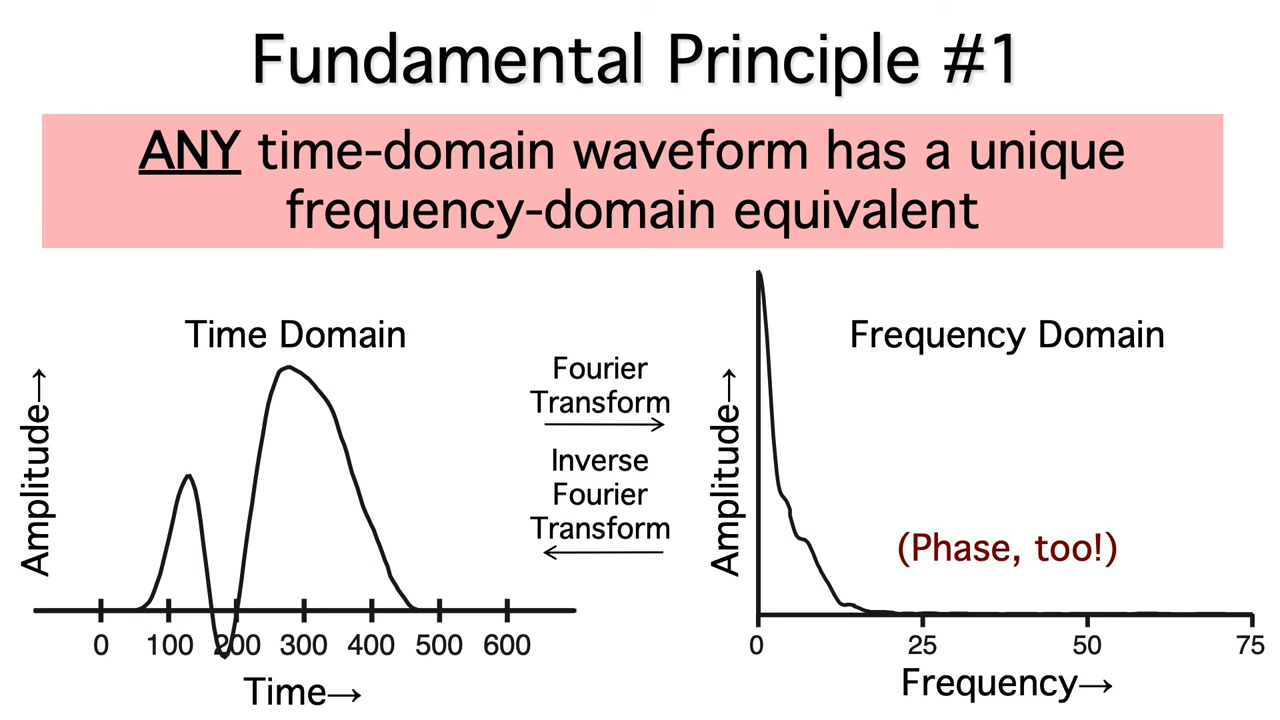 Fundamental Principle #1
ANY time-domain waveform has a unique
frequency-domain equivalent
Time Domain
Amplitude→
0 100 200 300 400 500 600
Time→
Fourier
Transform
Inverse
Fourier
Transform
Frequency Domain
Amplitude→
(Phase, too!)
0 25 50 75
Frequency→